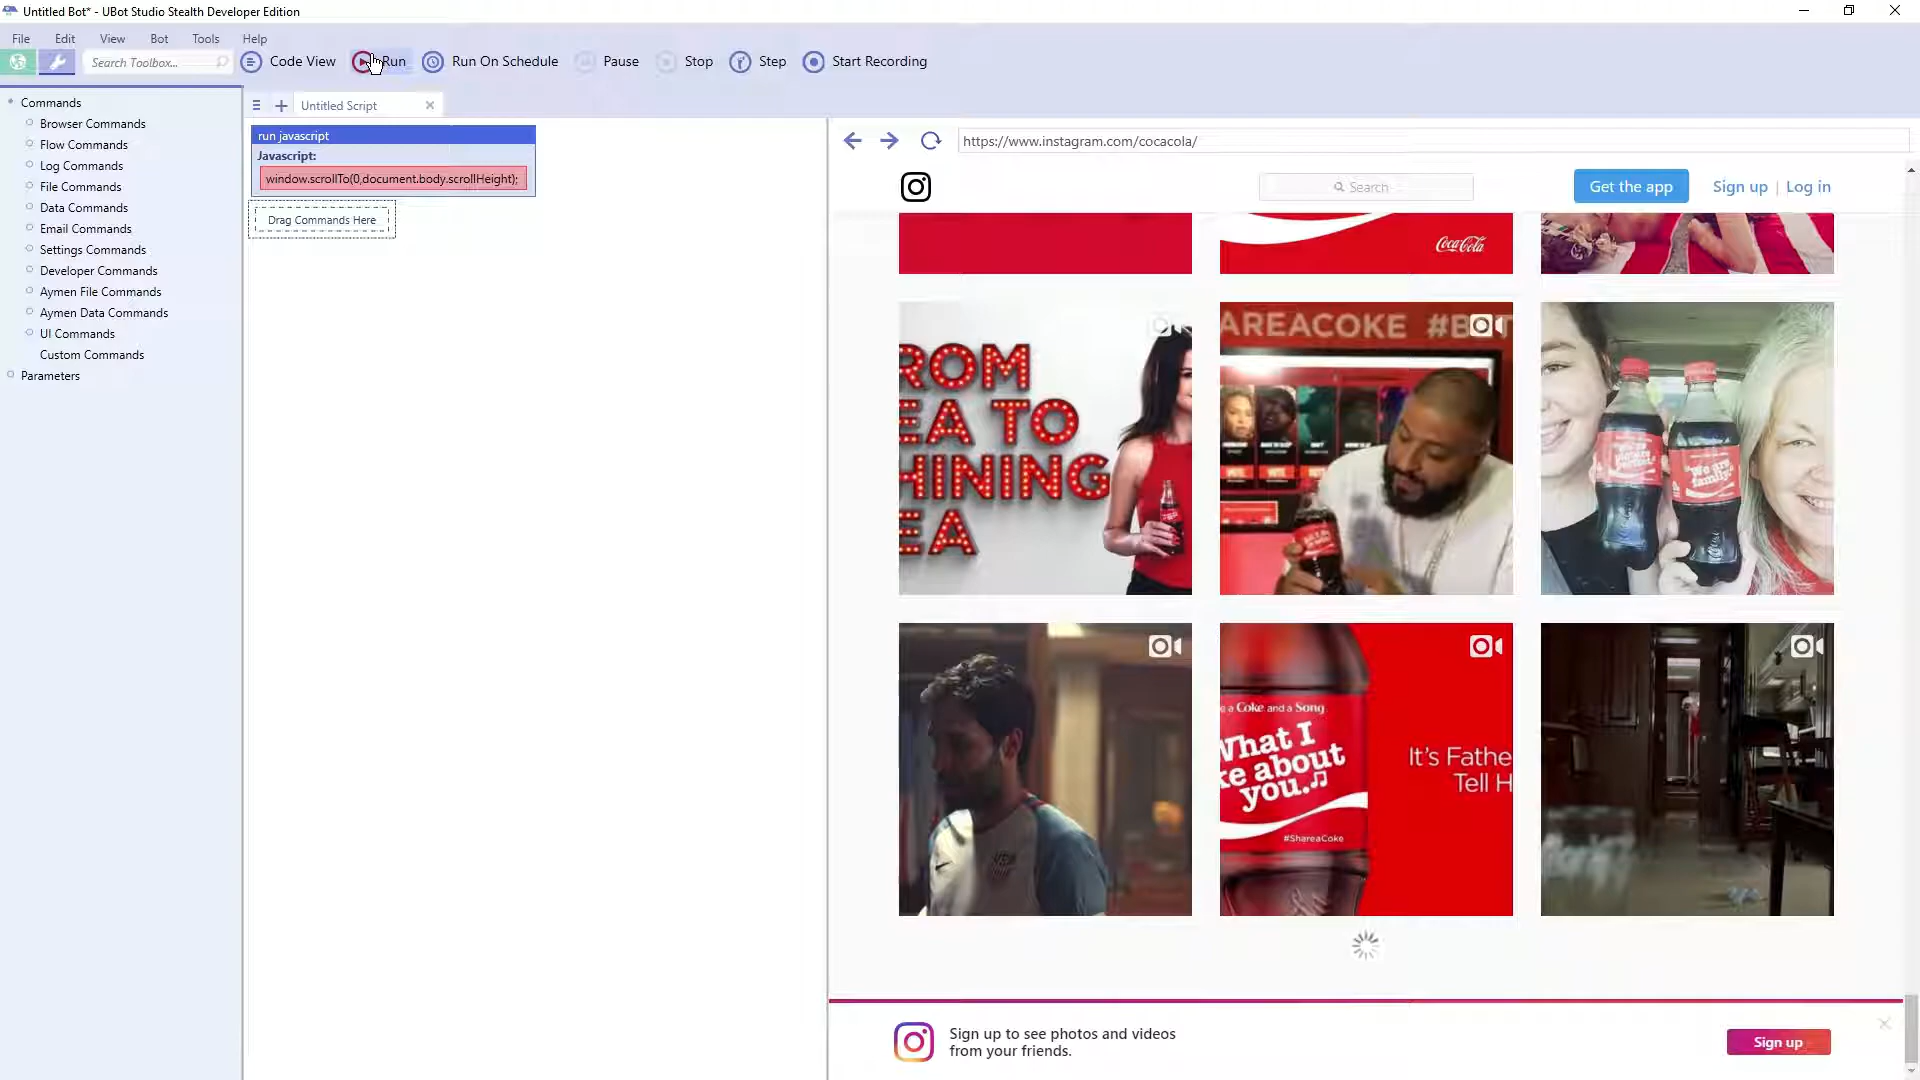 Untitled Bot* - UBot Studio Stealth Developer Edition
File Edit View Bot Tools Help
Search Toolbox...
Code View
Run
Run On Schedule
Pause
Stop
Step
Start Recording
Commands
Browser Commands
Flow Commands
Log Commands
File Commands
Data Commands
Email Commands
Settings Commands
Developer Commands
Aymen File Commands
Aymen Data Commands
UI Commands
Custom Commands
Parameters
Untitled Script
run javascript
Javascript:
window.scrollTo(0,document.body.scrollHeight);
Drag Commands Here
https://www.instagram.com/cocacola/
Search
Get the app
Sign up | Log in
Coca-Cola
ROM
EA TO
HINING
EA
AREACOKE #B
"We are
family."
e a Coke and a Song
What I
ke about
you.
#ShareaCoke
It's Fathe
Tell H
Sign up to see photos and videos
from your friends.
Sign up